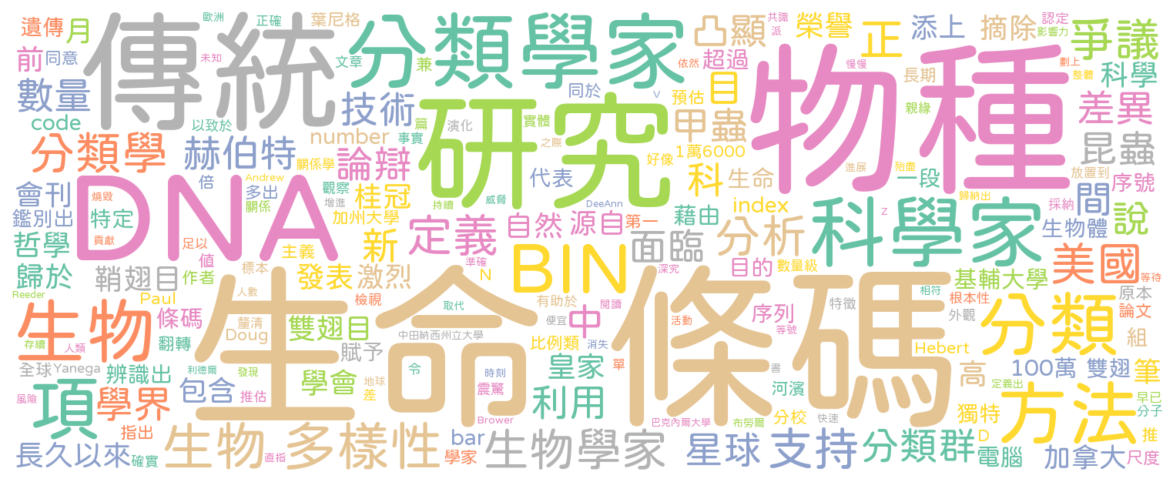 傳統
分類學家
物種
研究
DNA
生命條碼
科學家
BIN
方法
分類
生物
生物多樣性
生物學家
項
遺傳
月
歐洲
正確
葉尼格
未知
文章
兼
同意
前
數量
技術
code
number
事實
篇
演化
實體
之際
以致於
同於
凸顯
超過
榮譽
正
添上
摘除
認定
影響力
共識
派
依然
慢慢
劃上
整體
爭議
科學
目
預估
v
長期
親緣
差異
甲蟲
1萬6000
好像
進展
殆盡
放置到
昆蟲
分類學
赫伯特
論辯
倍
Andrew
關係學
會刊
燒毀
多出
關係
觀察
增進
桂冠
持續
威脅
代表
DeeAnn
科
生命
一段
歸納出
採納
序號
間
說
鑑別出
特定
貢獻
足以
值
加州大學
新
定義
自然
源自
第一
藉由
index
z
生物體
哲學
歸於
鞘翅目
作者
主義
發表
激烈
準確
N
面臨
深究
分析
目的
數量級
美國
基輔大學
Reeder
Paul
標本
人數
檢視
取代
有助於
閱讀
特徵
相符
根本性
原本
等待
外觀
論文
條碼
釐清
Doug
雙翅目
中田納西州立大學
便宜
中
活動
序列
等號
存續
人類
翻轉
利德爾
賦予
比例類
消失
單
Hebert
組
全球
Yanega
辨識出
發現
地球
差
令
時刻
皇家
晝
河濱
高
100萬
雙翅
筆
定義出
早已
分子
風險
學界
包含
推估
學會
震驚
利用
分校
快速
獨特
D
推
指出
Brower
巴克內爾大學
布勞爾
長久以來
確實
直指
bar
學家
星球
支持
分類群
電腦
加拿大
尺度